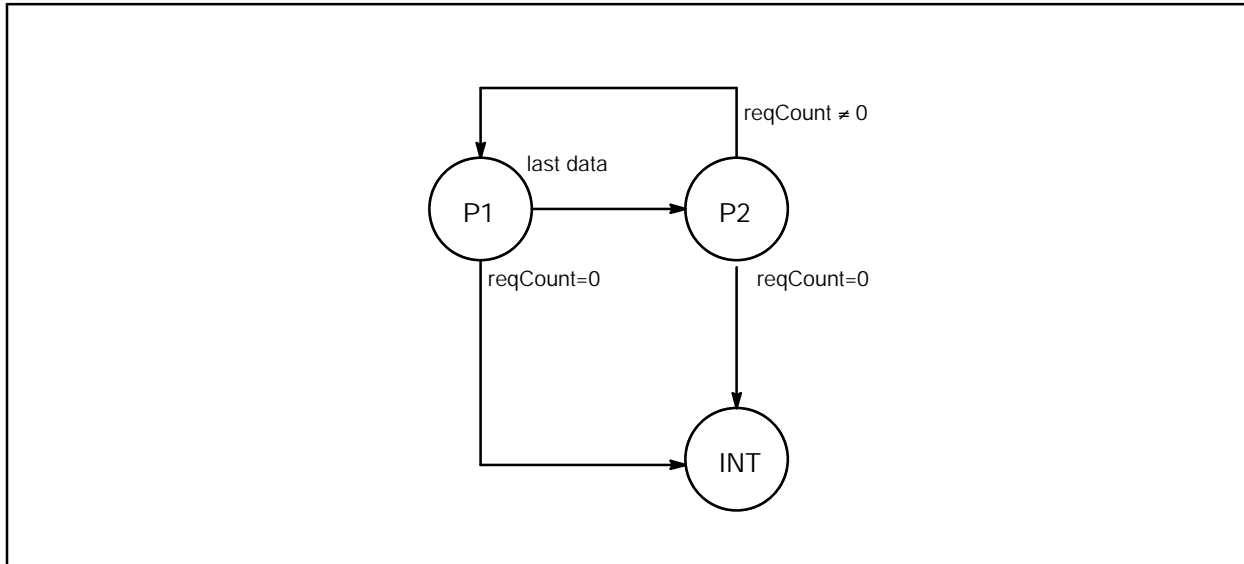 reqCount ≠ 0
last data
P1
P2
reqCount=0
reqCount=0
INT